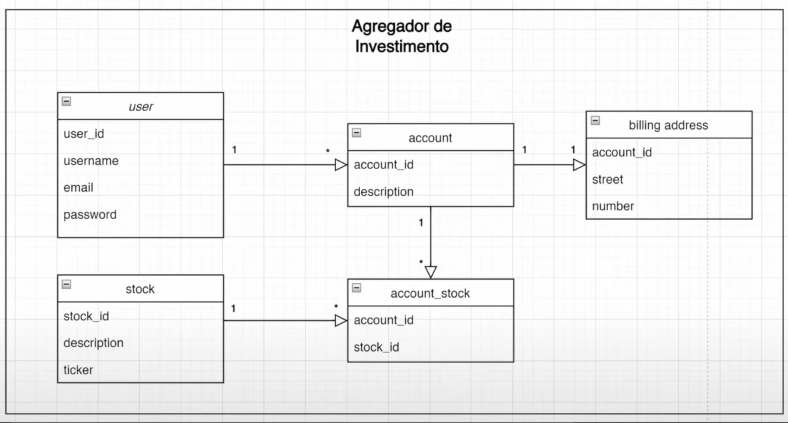 Agregador de
Investimento
user
user_id
username
email
password
1
*
account
account_id
description
1
1
billing address
account_id
street
number
1
*
stock
stock_id
description
ticker
1
*
account_stock
account_id
stock_id